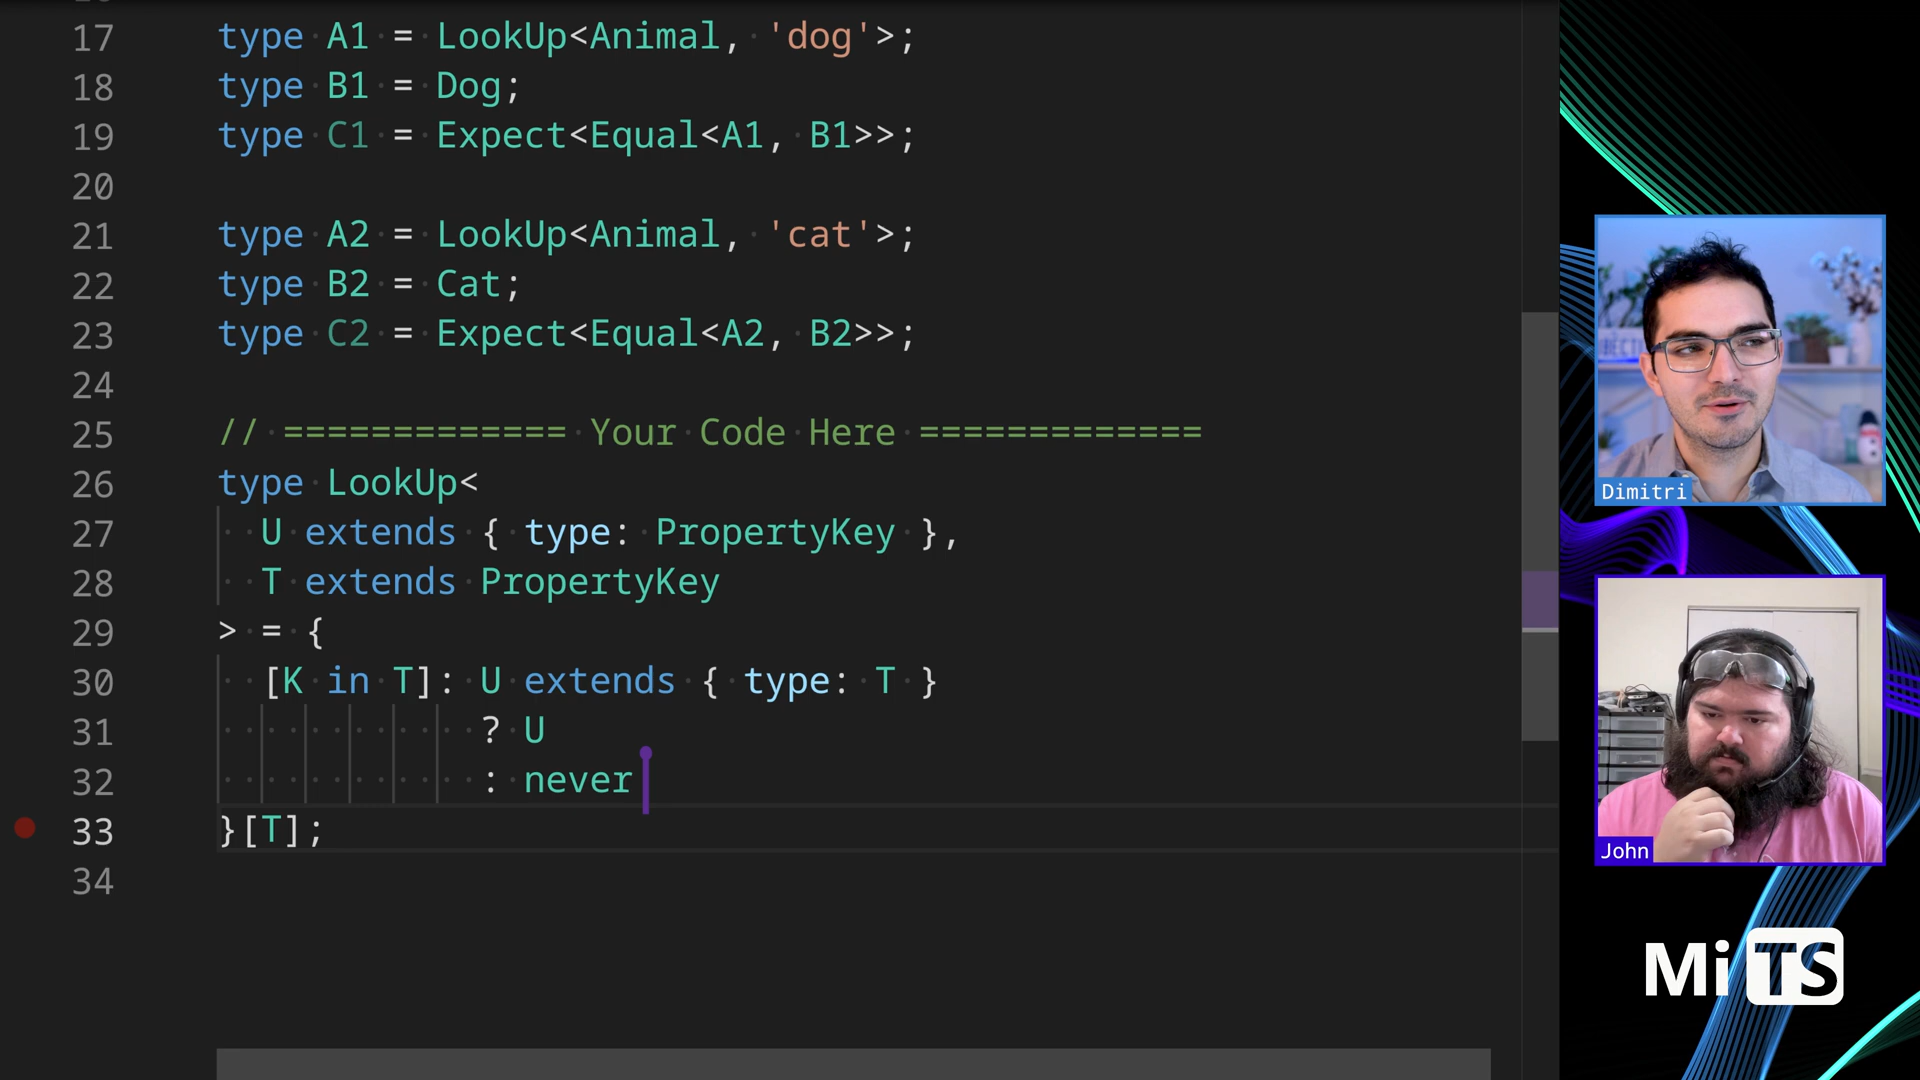 17 type A1 = LookUp<Animal, 'dog'>;
18 type B1 = Dog;
19 type C1 = Expect<Equal<A1, B1>>;
20
21 type A2 = LookUp<Animal, 'cat'>;
22 type B2 = Cat;
23 type C2 = Expect<Equal<A2, B2>>;
24
25 // ============= Your Code Here =============
26 type LookUp<
27   U extends { type: PropertyKey },
28   T extends PropertyKey
29 > = {
30   [K in T]: U extends { type: T }
31             ? U
32             : never
33 }[T];
34
Dimitri
John
Mi TS